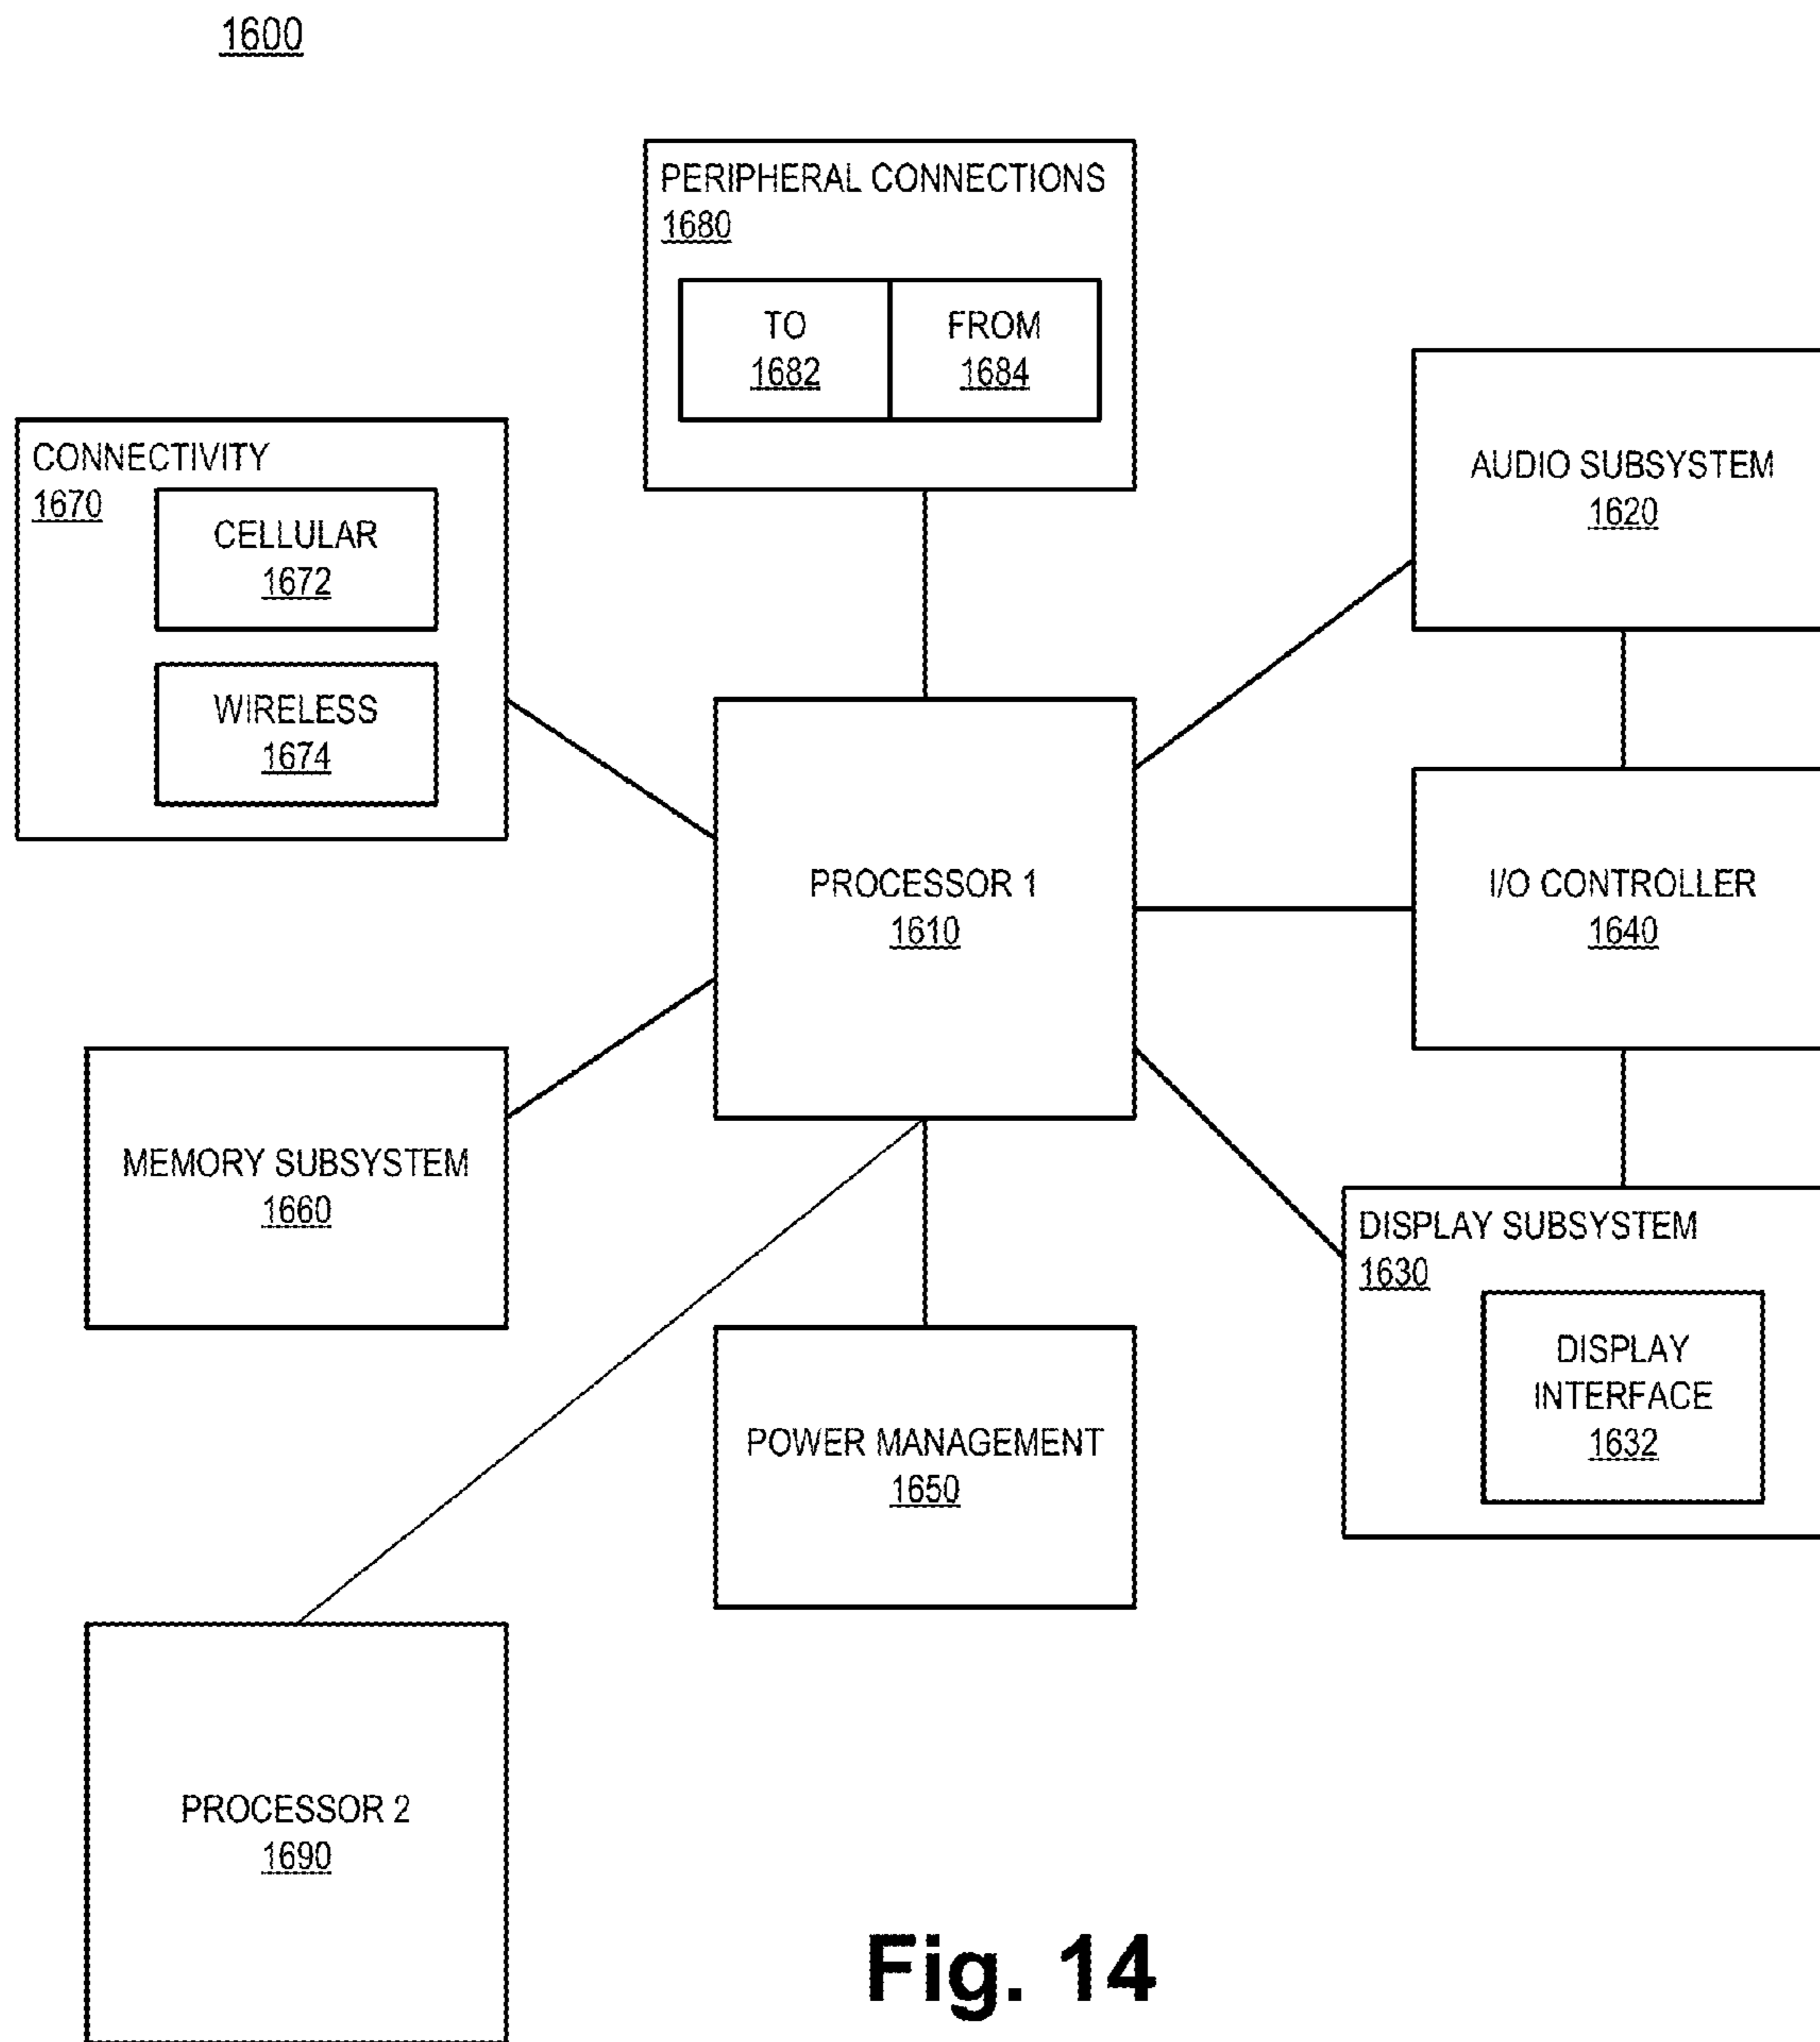 1600
PERIPHERAL CONNECTIONS
1680
TO
1682
FROM
1684
CONNECTIVITY
1670
CELLULAR
1672
WIRELESS
1674
AUDIO SUBSYSTEM
1620
PROCESSOR 1
1610
I/O CONTROLLER
1640
MEMORY SUBSYSTEM
1660
DISPLAY SUBSYSTEM
1630
DISPLAY
INTERFACE
1632
POWER MANAGEMENT
1650
PROCESSOR 2
1690
Fig. 14